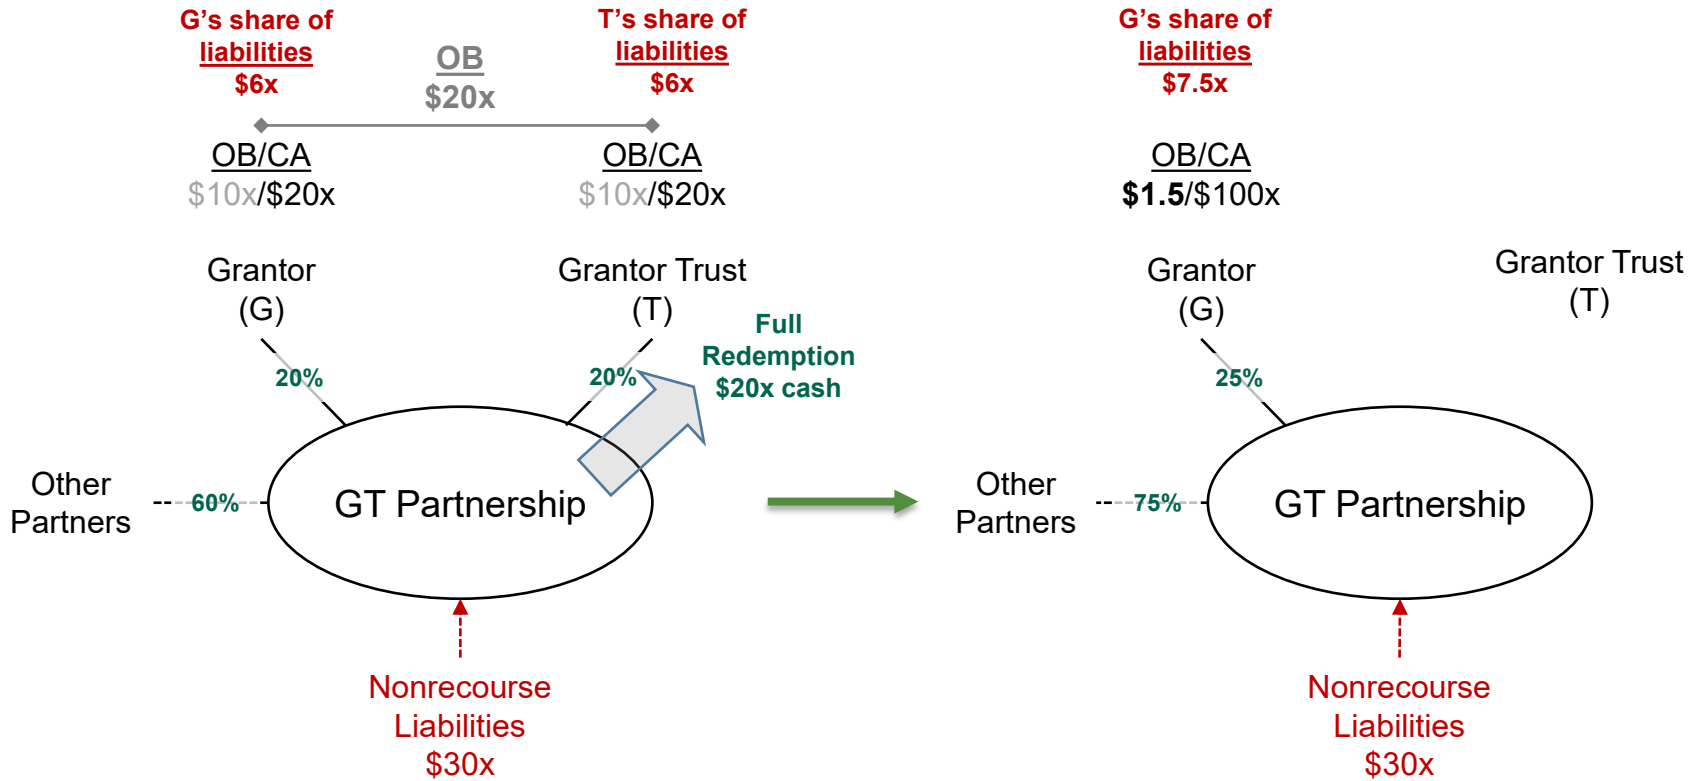 G’s share of
liabilities
$6x
OB
$20x
T’s share of
liabilities
$6x
OB/CA
$10x/$20x
OB/CA
$10x/$20x
Grantor
(G)
Grantor Trust
(T)
Full
Redemption
$20x cash
20%
20%
Other
Partners
60%
GT Partnership
Nonrecourse
Liabilities
$30x
G’s share of
liabilities
$7.5x
OB/CA
$1.5/$100x
Grantor
(G)
Grantor Trust
(T)
25%
Other
Partners
75%
GT Partnership
Nonrecourse
Liabilities
$30x